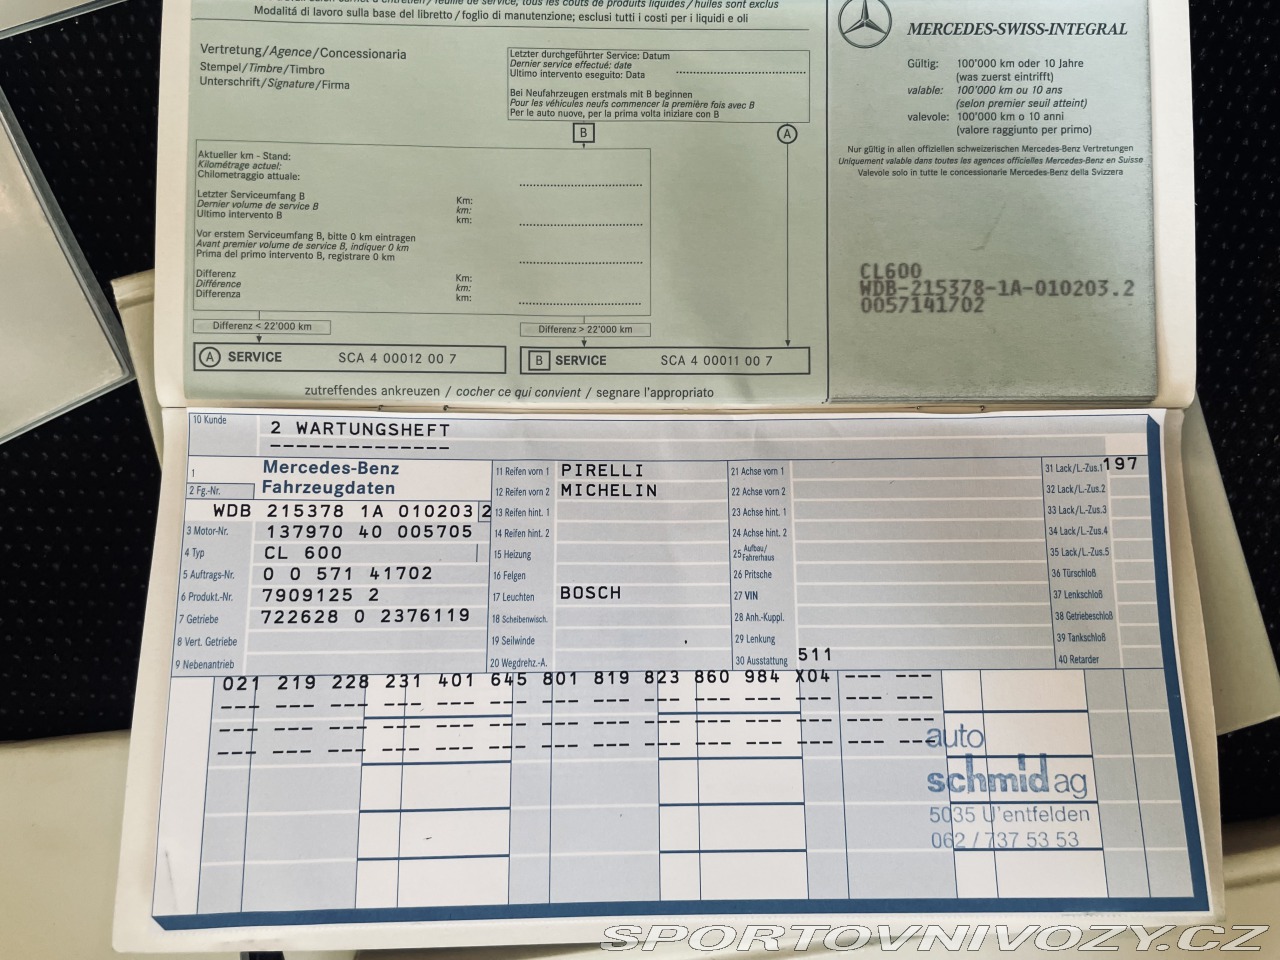 Modalitá di lavoro sulla base del libretto / foglio di manutenzione; esclusi tutti i costi per i liquidi e oli
Vertretung/Agence/Concessionaria
Stempel/Timbre/Timbro
Unterschrift/Signature/Firma
Letzter durchgeführter Service: Datum
Dernier service effectué: date
Ultimo intervento eseguito: Data
Bei Neufahrzeugen erstmals mit B beginnen
Pour les véhicules neufs commencer la première fois avec B
Per le auto nuove, per la prima volta iniziare con B
B
A
Aktueller km - Stand:
Kilométrage actuel:
Chilometraggio attuale:
Letzter Serviceumfang B
Dernier volume de service B
Ultimo intervento B
Km:
km:
km:
Vor erstem Serviceumfang B, bitte 0 km eintragen
Avant premier volume de service B, indiquer 0 km
Prima del primo intervento B, registrare 0 km
Differenz
Différence
Differenza
Km:
km:
km:
Differenz < 22'000 km
Differenz > 22'000 km
A SERVICE SCA 4 00012 00 7
B SERVICE SCA 4 00011 00 7
zutreffendes ankreuzen / cocher ce qui convient / segnare l'appropriato
MERCEDES-SWISS-INTEGRAL
Gültig: 100'000 km oder 10 Jahre
(was zuerst eintrifft)
valable: 100'000 km ou 10 ans
(selon premier seuil atteint)
valevole: 100'000 km o 10 anni
(valore raggiunto per primo)
Nur gültig in allen offiziellen schweizerischen Mercedes-Benz Vertretungen
Uniquement valable dans toutes les agences officielles Mercedes-Benz en Suisse
Valevole solo in tutte le concessionarie Mercedes-Benz della Svizzera
CL600
WDB-215378-1A-010203.2
0057141702
10 Kunde
2 WARTUNGSHEFT
--------------
1
Mercedes-Benz
Fahrzeugdaten
2 Fg.-Nr.
WDB 215378 1A 010203 2
3 Motor-Nr. 137970 40 005705
4 Typ CL 600
5 Auftrags-Nr. 0 0 571 41702
6 Produkt.-Nr. 7909125 2
7 Getriebe 722628 0 2376119
8 Vert. Getriebe
9 Nebenantrieb
11 Reifen vorn 1 PIRELLI
12 Reifen vorn 2 MICHELIN
13 Reifen hint. 1
14 Reifen hint. 2
15 Heizung
16 Felgen
17 Leuchten BOSCH
18 Scheibenwisch.
19 Seilwinde
20 Wegdrehz.-A.
21 Achse vorn 1
22 Achse vorn 2
23 Achse hint. 1
24 Achse hint. 2
25 Aufbau/Fahrerhaus
26 Pritsche
27 VIN
28 Anh.-Kuppl.
29 Lenkung
30 Ausstattung 511
31 Lack/L.-Zus.1 197
32 Lack/L.-Zus.2
33 Lack/L.-Zus.3
34 Lack/L.-Zus.4
35 Lack/L.-Zus.5
36 Türschloß
37 Lenkschloß
38 Getriebeschloß
39 Tankschloß
40 Retarder
021 219 228 231 401 645 801 819 823 860 984 X04 --- ---
--- --- --- --- --- --- --- --- --- --- --- --- --- ---
--- --- --- --- --- --- --- --- --- --- --- --- --- ---
auto
schmid ag
5035 U'entfelden
062 / 737 53 53
SPORTOVNIVOZY.CZ